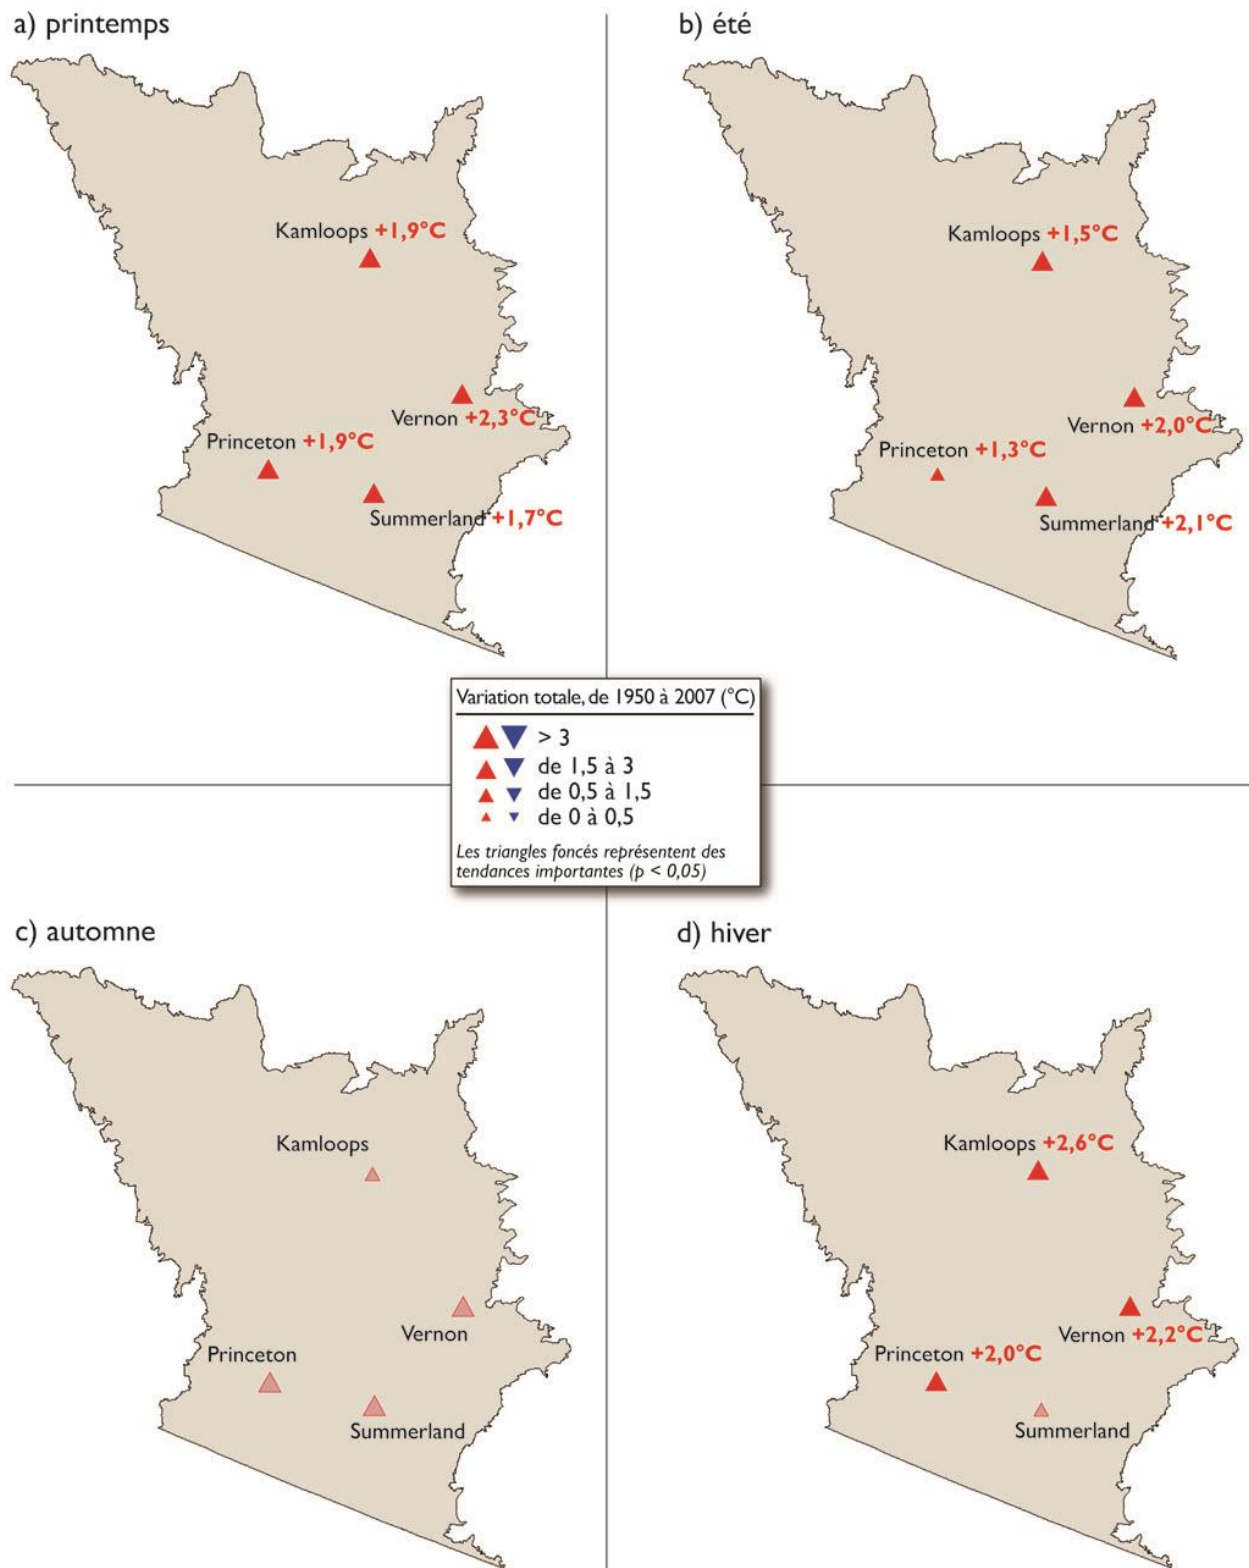 a) printemps
Kamloops +1,9°C
Vernon +2,3°C
Princeton +1,9°C
Summerland +1,7°C
b) été
Kamloops +1,5°C
Vernon +2,0°C
Princeton +1,3°C
Summerland +2,1°C
Variation totale, de 1950 à 2007 (°C)
> 3
de 1,5 à 3
de 0,5 à 1,5
de 0 à 0,5
Les triangles foncés représentent des
tendances importantes (p < 0,05)
c) automne
Kamloops
Vernon
Princeton
Summerland
d) hiver
Kamloops +2,6°C
Vernon +2,2°C
Princeton +2,0°C
Summerland